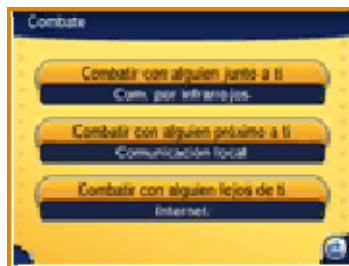 Combate
Combatir con alguien junto a ti
Com. por infrarrojos
Combatir con alguien próximo a ti
Comunicación local
Combatir con alguien lejos de ti
Internet